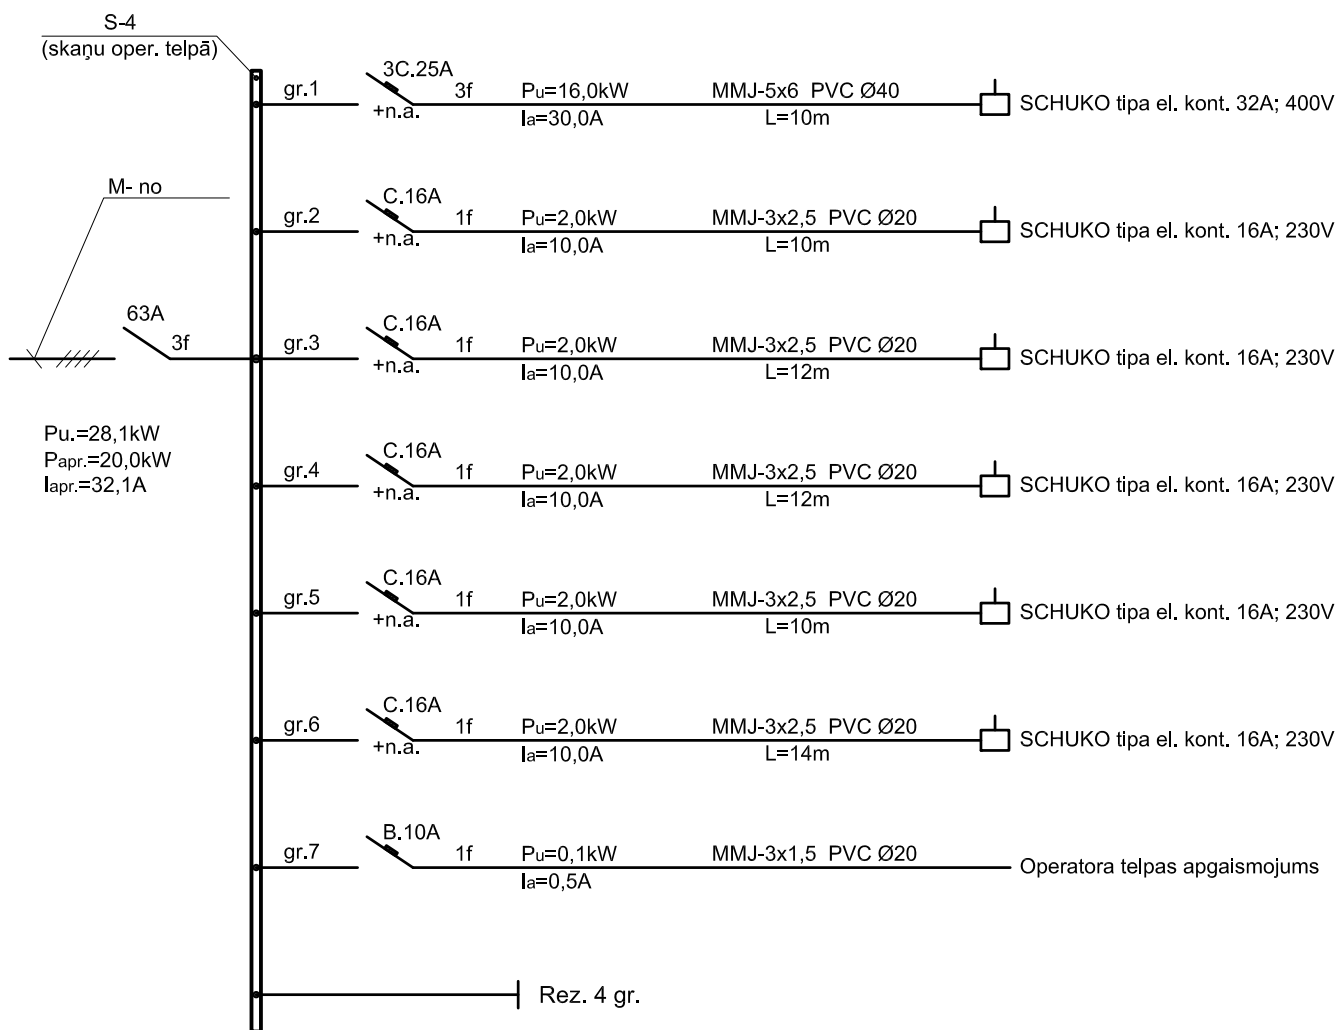 S-4
(skaņu oper. telpā)
gr.1 3C.25A 3f Pu=16,0kW MMJ-5x6 PVC Ø40 SCHUKO tipa el. kont. 32A; 400V
+n.a. Ia=30,0A L=10m
M- no
gr.2 C.16A 1f Pu=2,0kW MMJ-3x2,5 PVC Ø20 SCHUKO tipa el. kont. 16A; 230V
+n.a. Ia=10,0A L=10m
63A 3f
gr.3 C.16A 1f Pu=2,0kW MMJ-3x2,5 PVC Ø20 SCHUKO tipa el. kont. 16A; 230V
+n.a. Ia=10,0A L=12m
Pu.=28,1kW
Papr.=20,0kW
Iapr.=32,1A
gr.4 C.16A 1f Pu=2,0kW MMJ-3x2,5 PVC Ø20 SCHUKO tipa el. kont. 16A; 230V
+n.a. Ia=10,0A L=12m
gr.5 C.16A 1f Pu=2,0kW MMJ-3x2,5 PVC Ø20 SCHUKO tipa el. kont. 16A; 230V
+n.a. Ia=10,0A L=10m
gr.6 C.16A 1f Pu=2,0kW MMJ-3x2,5 PVC Ø20 SCHUKO tipa el. kont. 16A; 230V
+n.a. Ia=10,0A L=14m
gr.7 B.10A 1f Pu=0,1kW MMJ-3x1,5 PVC Ø20 Operatora telpas apgaismojums
Ia=0,5A
Rez. 4 gr.